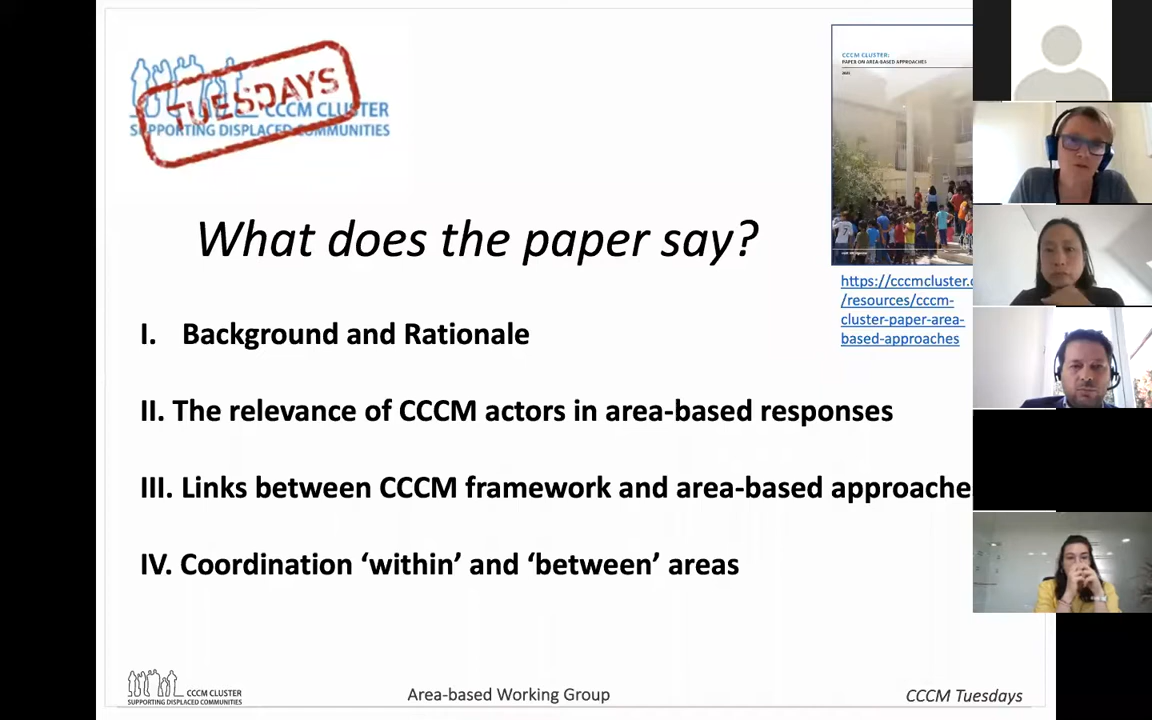 TUESDAYS
CCCM CLUSTER
SUPPORTING DISPLACED COMMUNITIES
CCCM CLUSTER:
PAPER ON AREA-BASED APPROACHES
What does the paper say?
https://cccmcluster.
/resources/cccm-
cluster-paper-area-
based-approaches
I. Background and Rationale
II. The relevance of CCCM actors in area-based responses
III. Links between CCCM framework and area-based approache
IV. Coordination ‘within’ and ‘between’ areas
CCCM CLUSTER
SUPPORTING DISPLACED COMMUNITIES
Area-based Working Group
CCCM Tuesdays